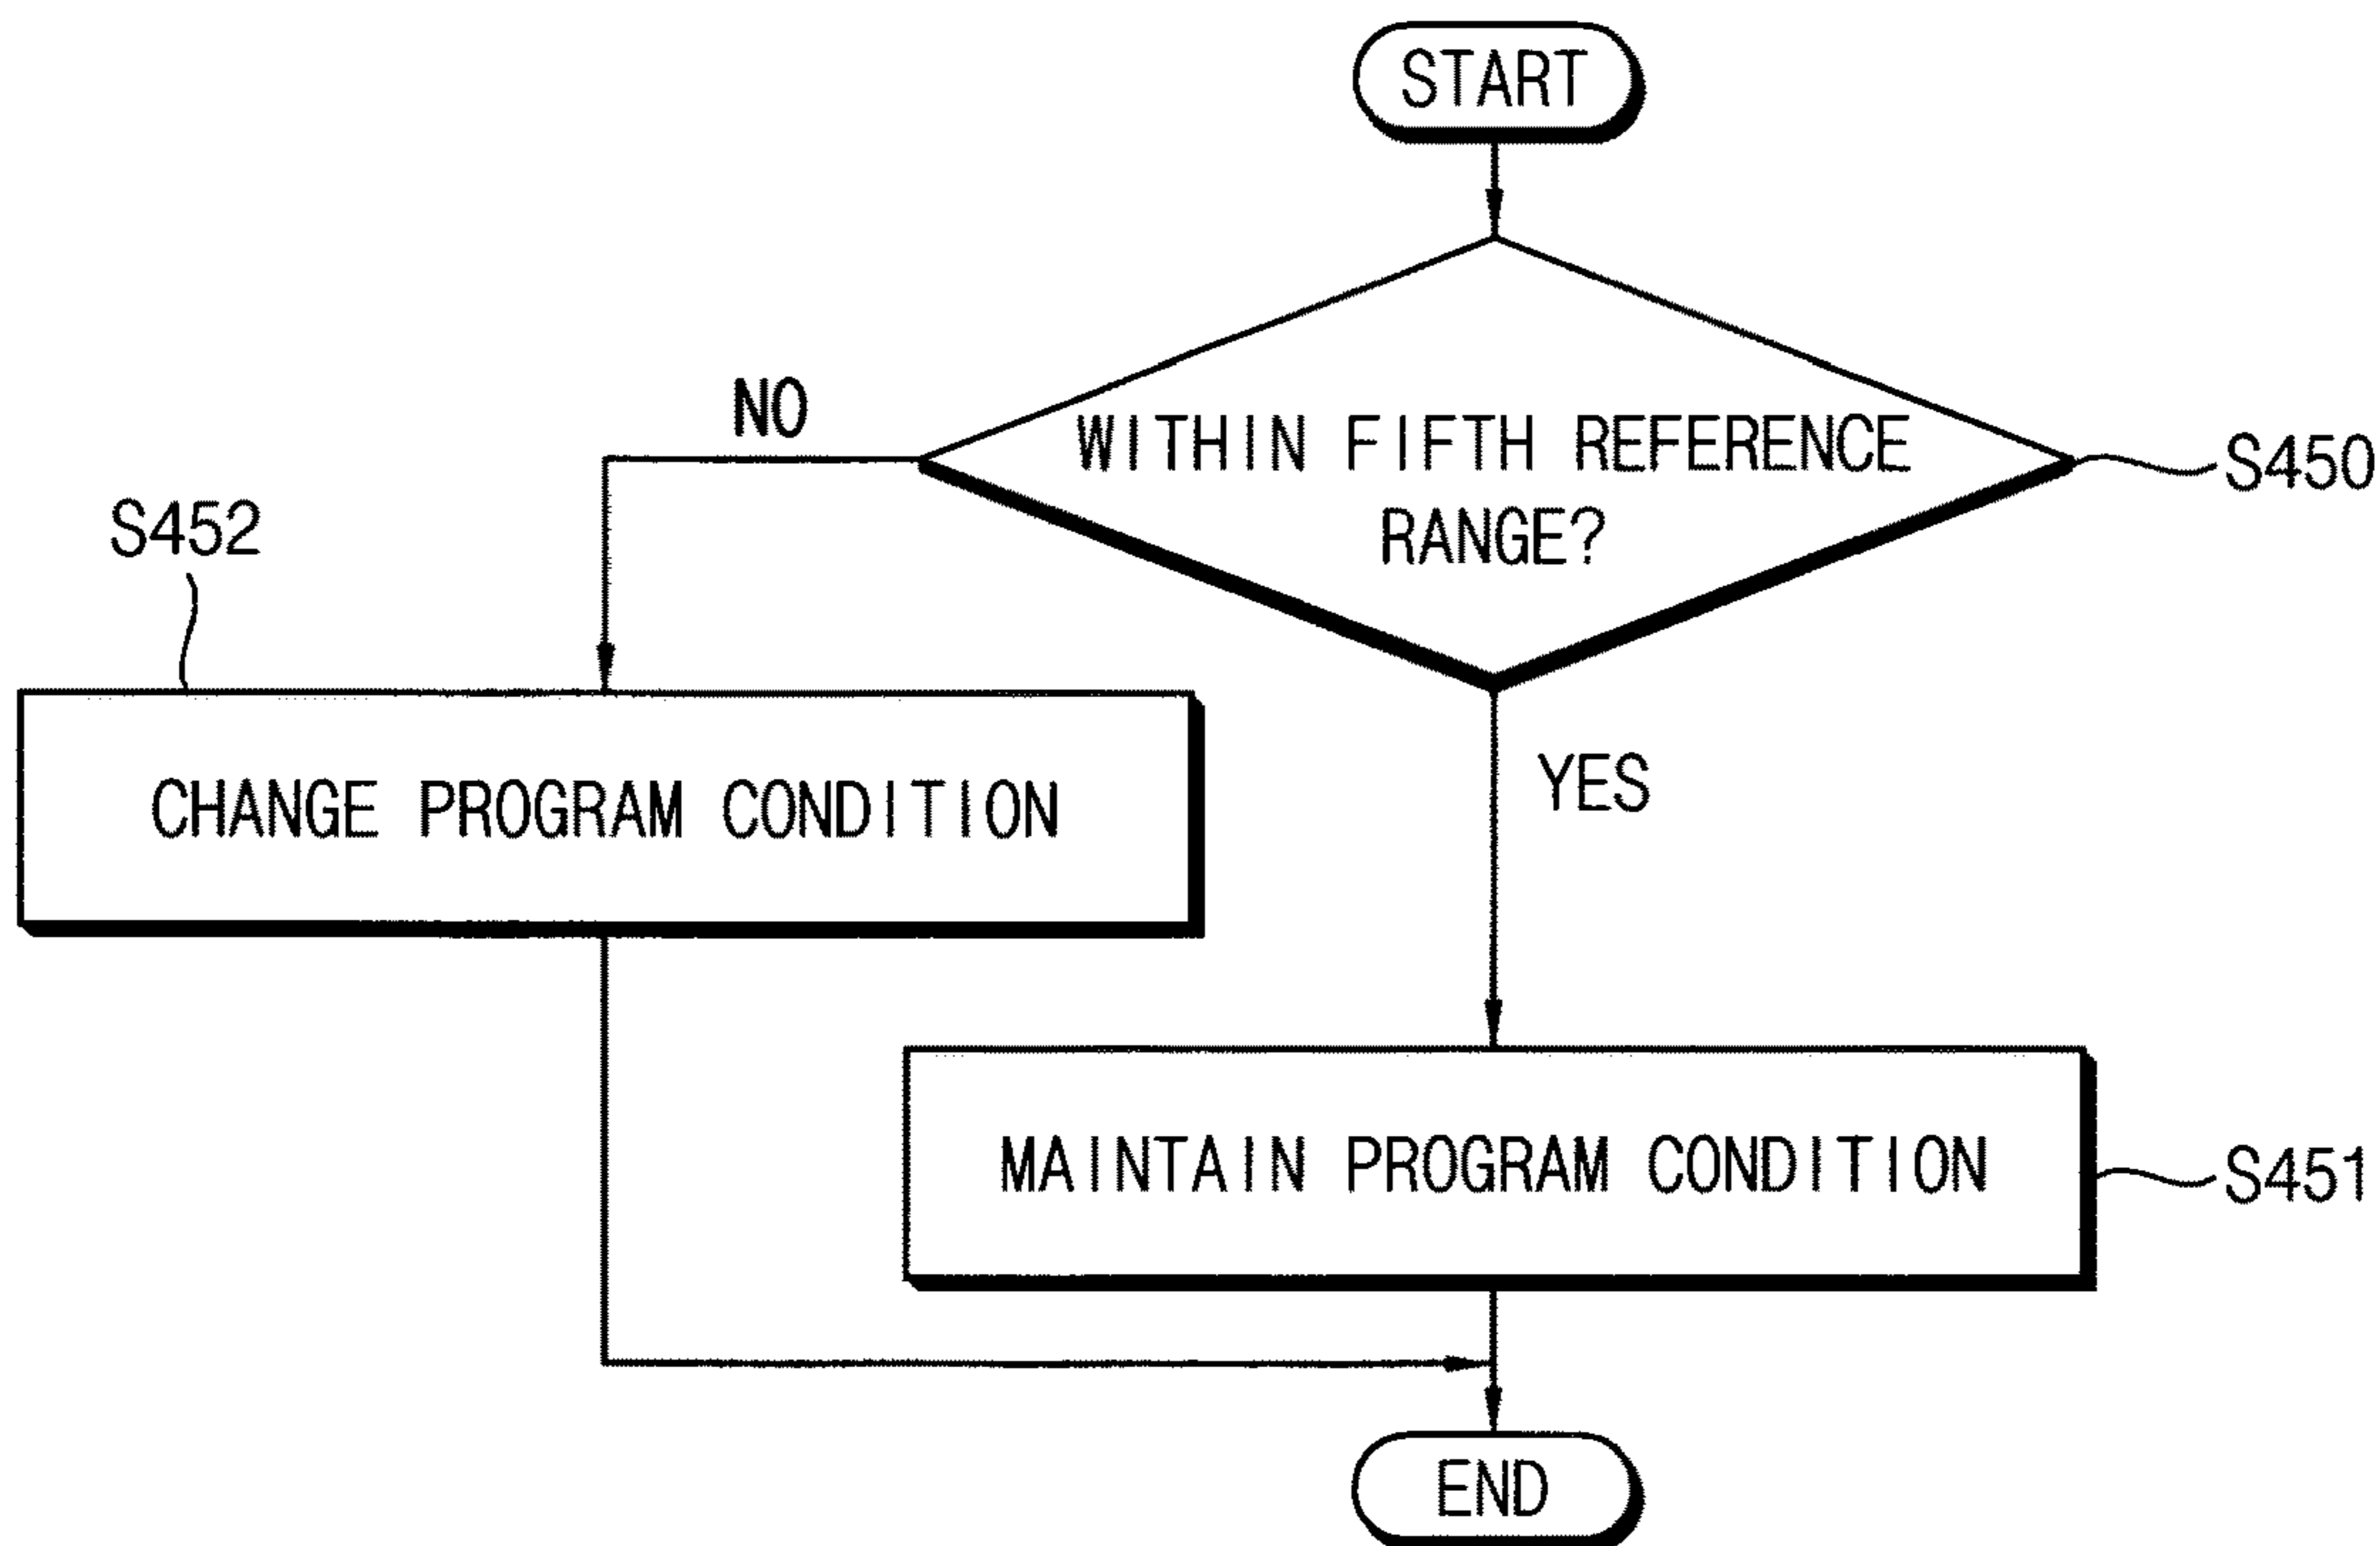 START
NO
WITHIN FIFTH REFERENCE
RANGE?
S450
S452
CHANGE PROGRAM CONDITION
YES
MAINTAIN PROGRAM CONDITION
S451
END